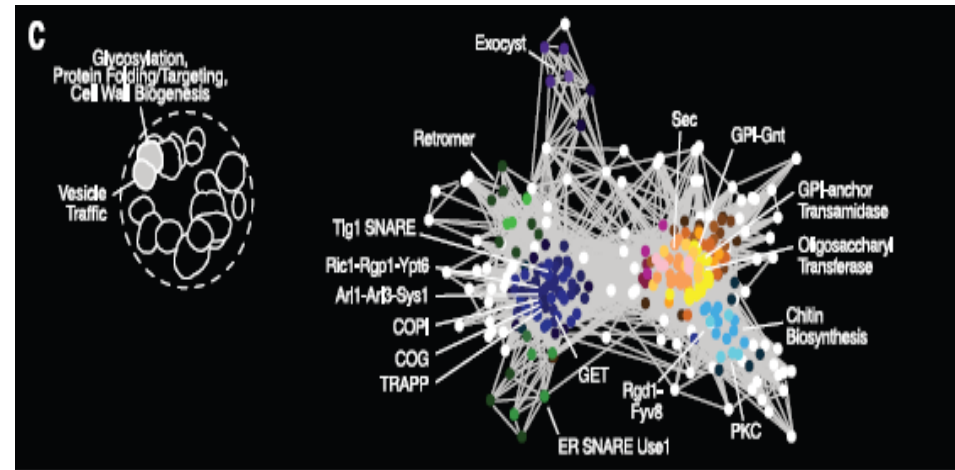 C
Glycosylation,
Protein Folding/Targeting,
Cell Wall Biogenesis
Vesicle
Traffic
Exocyst
Retromer
Tlg1 SNARE
Ric1-Rgp1-Ypt6
Arl1-Arl3-Sys1
COPI
COG
TRAPP
GET
ER SNARE Use1
Rgd1-
Fyv8
PKC
Sec
GPI-Gnt
GPI-anchor
Transamidase
Oligosaccharyl
Transferase
Chitin
Biosynthesis